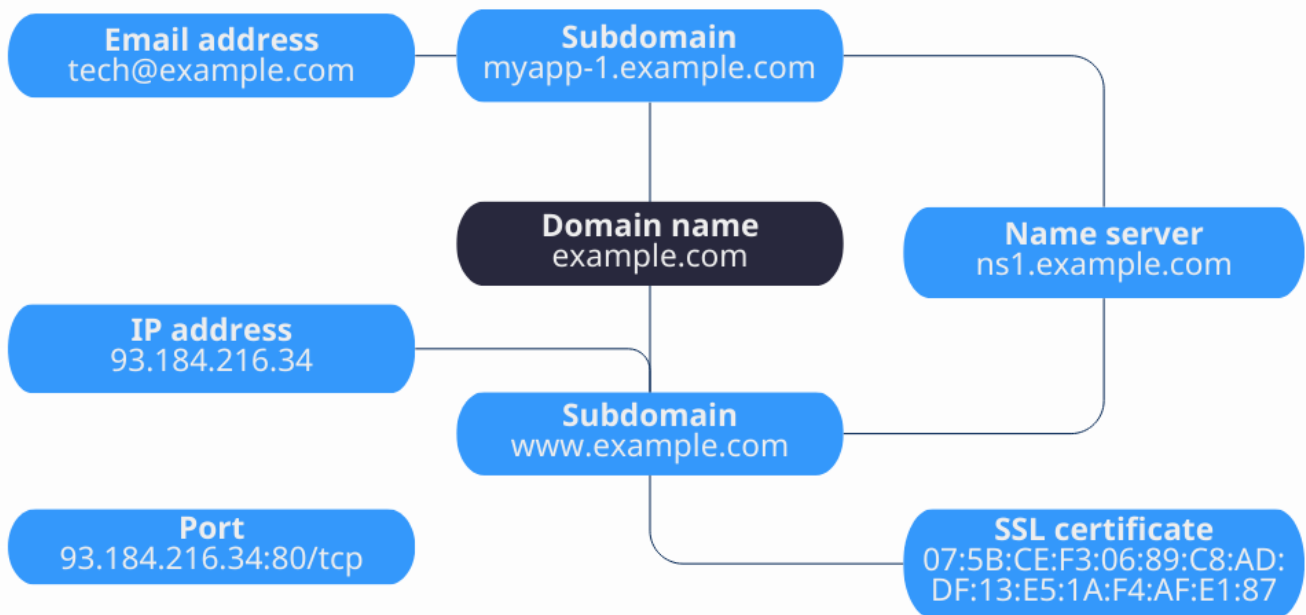 Email address
tech@example.com
Subdomain
myapp-1.example.com
Domain name
example.com
Name server
ns1.example.com
IP address
93.184.216.34
Subdomain
www.example.com
Port
93.184.216.34:80/tcp
SSL certificate
07:5B:CE:F3:06:89:C8:AD:
DF:13:E5:1A:F4:AF:E1:87